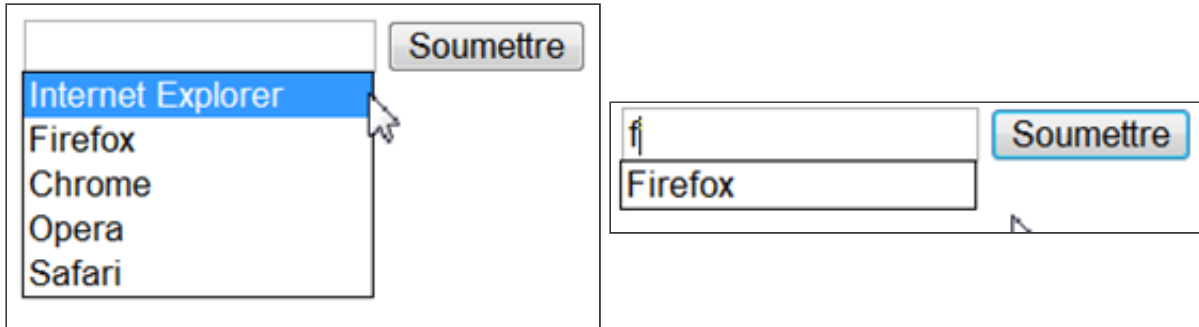 Soumettre
Internet Explorer
Firefox
Chrome
Opera
Safari
f Soumettre
Firefox